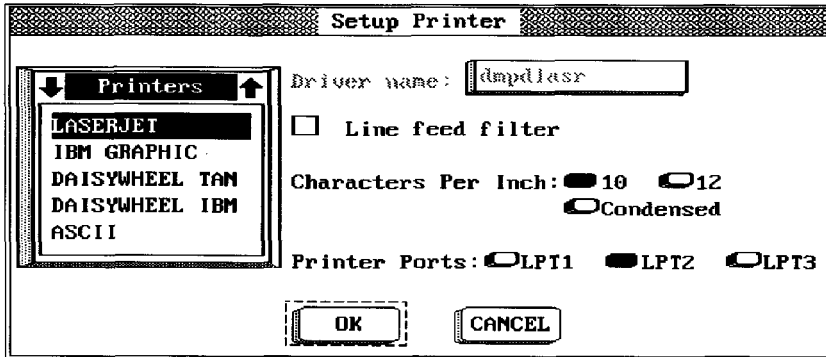 Setup Printer
Printers
LASERJET
IBM GRAPHIC
DAISYWHEEL TAN
DAISYWHEEL IBM
ASCII
Driver name: dmpdlasr
Line feed filter
Characters Per Inch: 10 12
Condensed
Printer Ports: LPT1 LPT2 LPT3
OK CANCEL